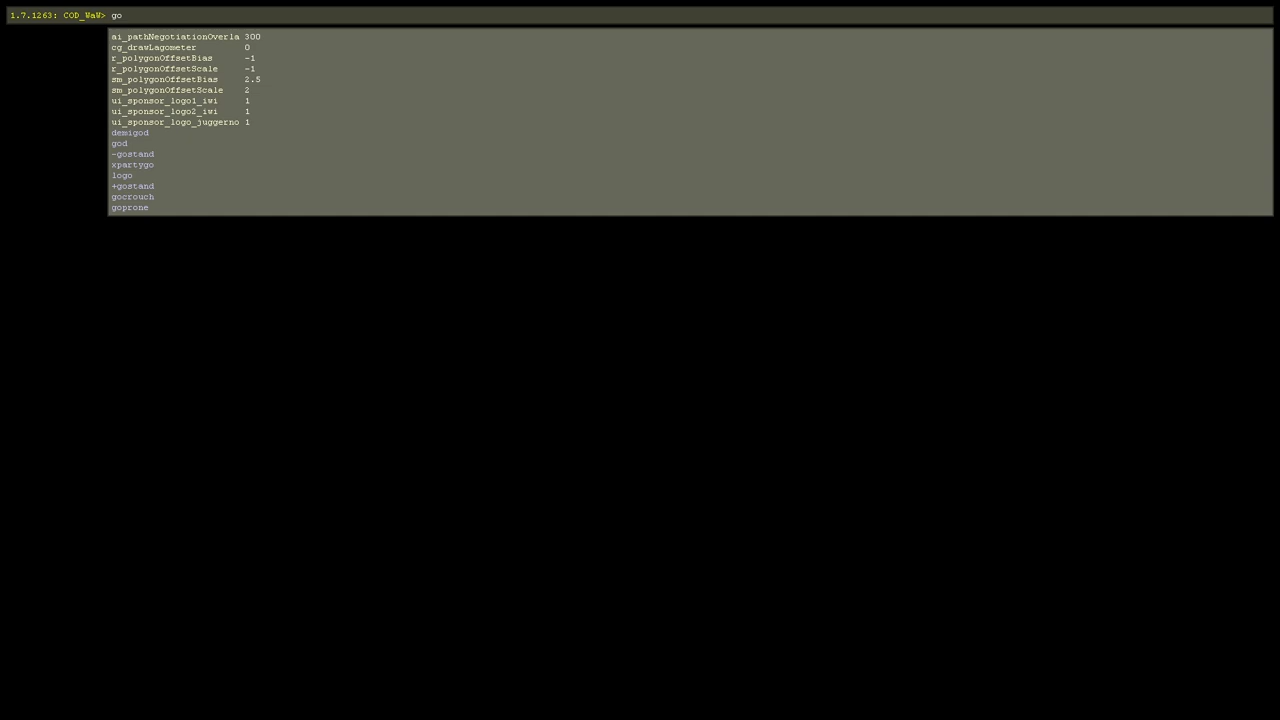 1.7.1263: COD_WaW> go
ai_pathNegotiationOverla 300
cg_drawLagometer 0
r_polygonOffsetBias -1
r_polygonOffsetScale -1
sm_polygonOffsetBias 2.5
sm_polygonOffsetScale 2
ui_sponsor_logo1_iwi 1
ui_sponsor_logo2_iwi 1
ui_sponsor_logo_juggerno 1
demigod
god
-gostand
xpartygo
logo
+gostand
gocrouch
goprone